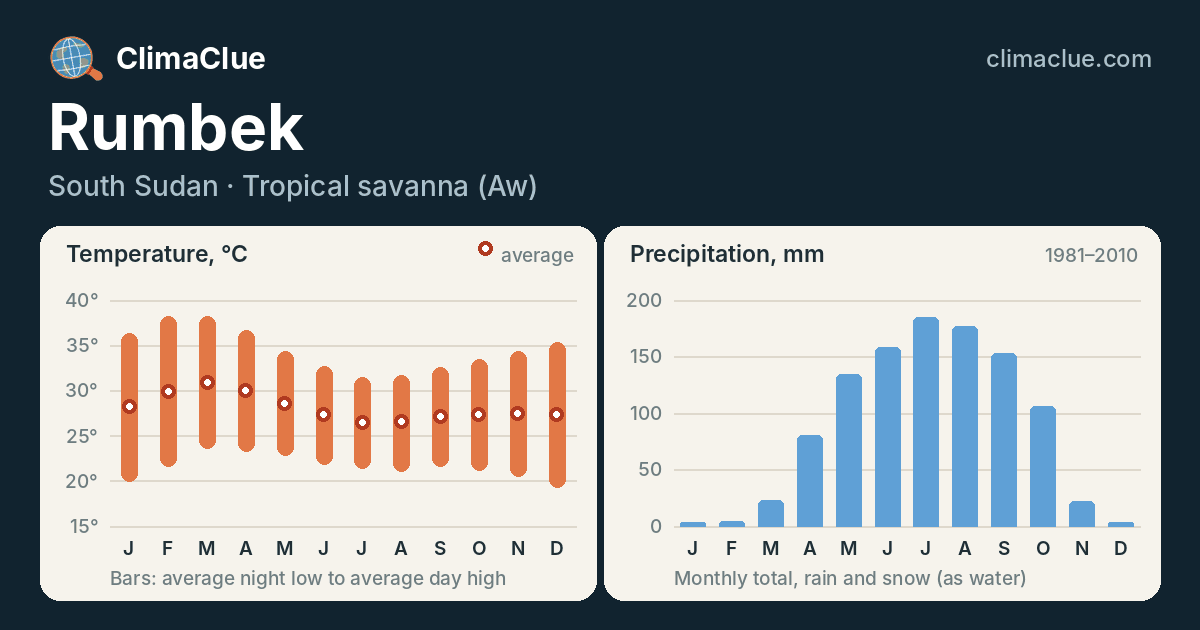 ClimaClue
climaclue.com
Rumbek
South Sudan · Tropical savanna (Aw)
Temperature, °C
average
40°
35°
30°
25°
20°
15°
J F M A M J J A S O N D
Bars: average night low to average day high
Precipitation, mm
1981–2010
200
150
100
50
0
J F M A M J J A S O N D
Monthly total, rain and snow (as water)